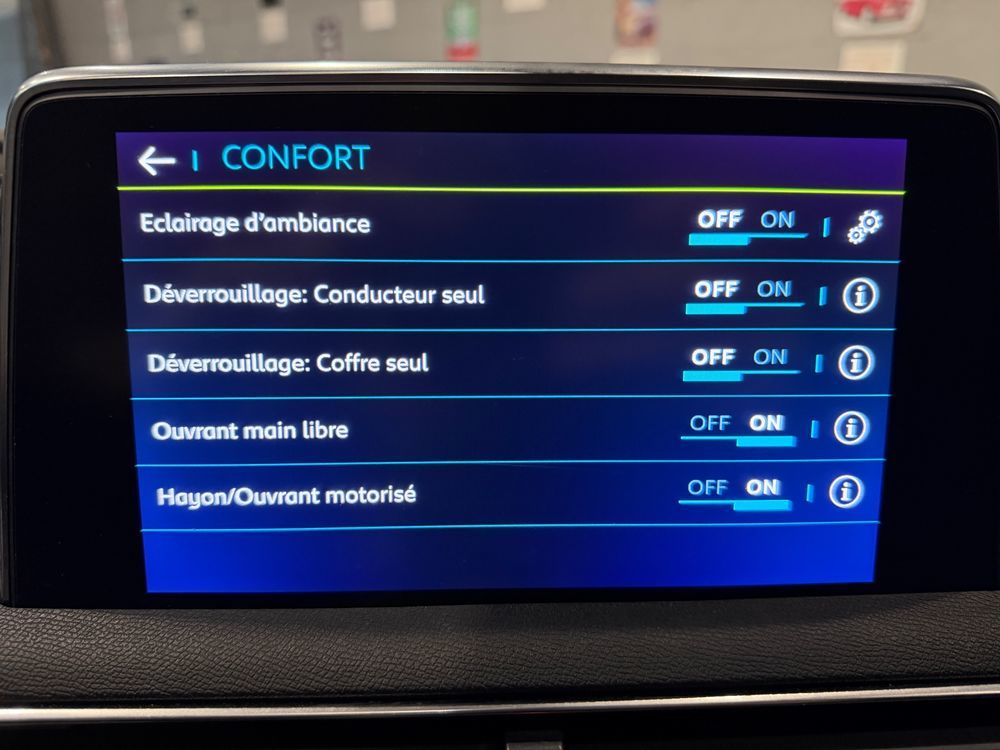 CONFORT
Eclairage d'ambiance OFF ON
Déverrouillage: Conducteur seul OFF ON
Déverrouillage: Coffre seul OFF ON
Ouvrant main libre OFF ON
Hayon/Ouvrant motorisé OFF ON